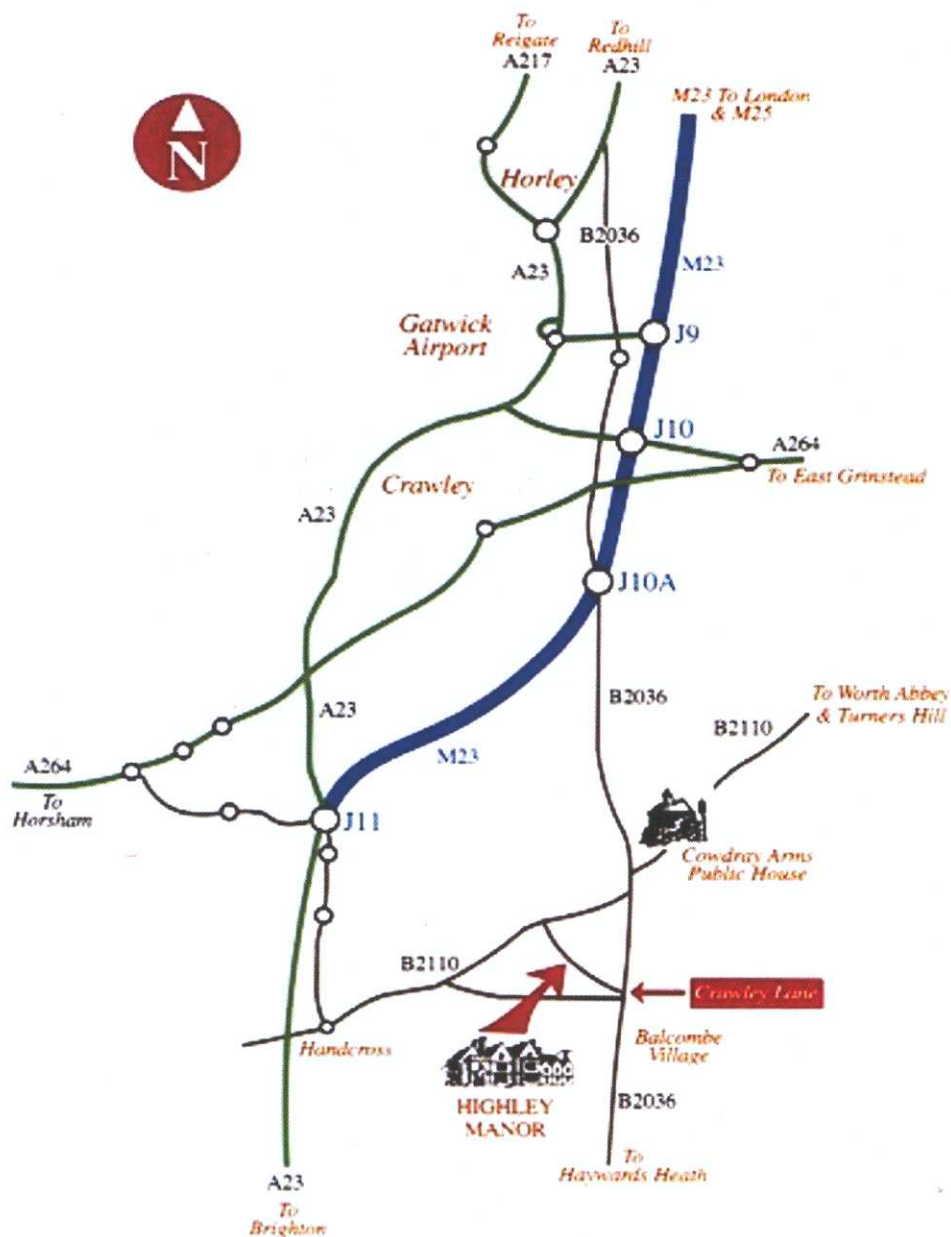 To
Reigate
A217
To
Redhill
A23
M23 To London
& M25
N
Horley
B2036
A23
M23
Gatwick
Airport
J9
J10
A264
To East Grinstead
Crawley
A23
J10A
B2036
To Worth Abbey
& Turners Hill
B2110
A23
M23
A264
To
Horsham
J11
Cowdray Arms
Public House
B2110
Crawley Lane
Handcross
Balcombe
Village
HIGHLEY
MANOR
B2036
To
Haywards Heath
A23
To
Brighton